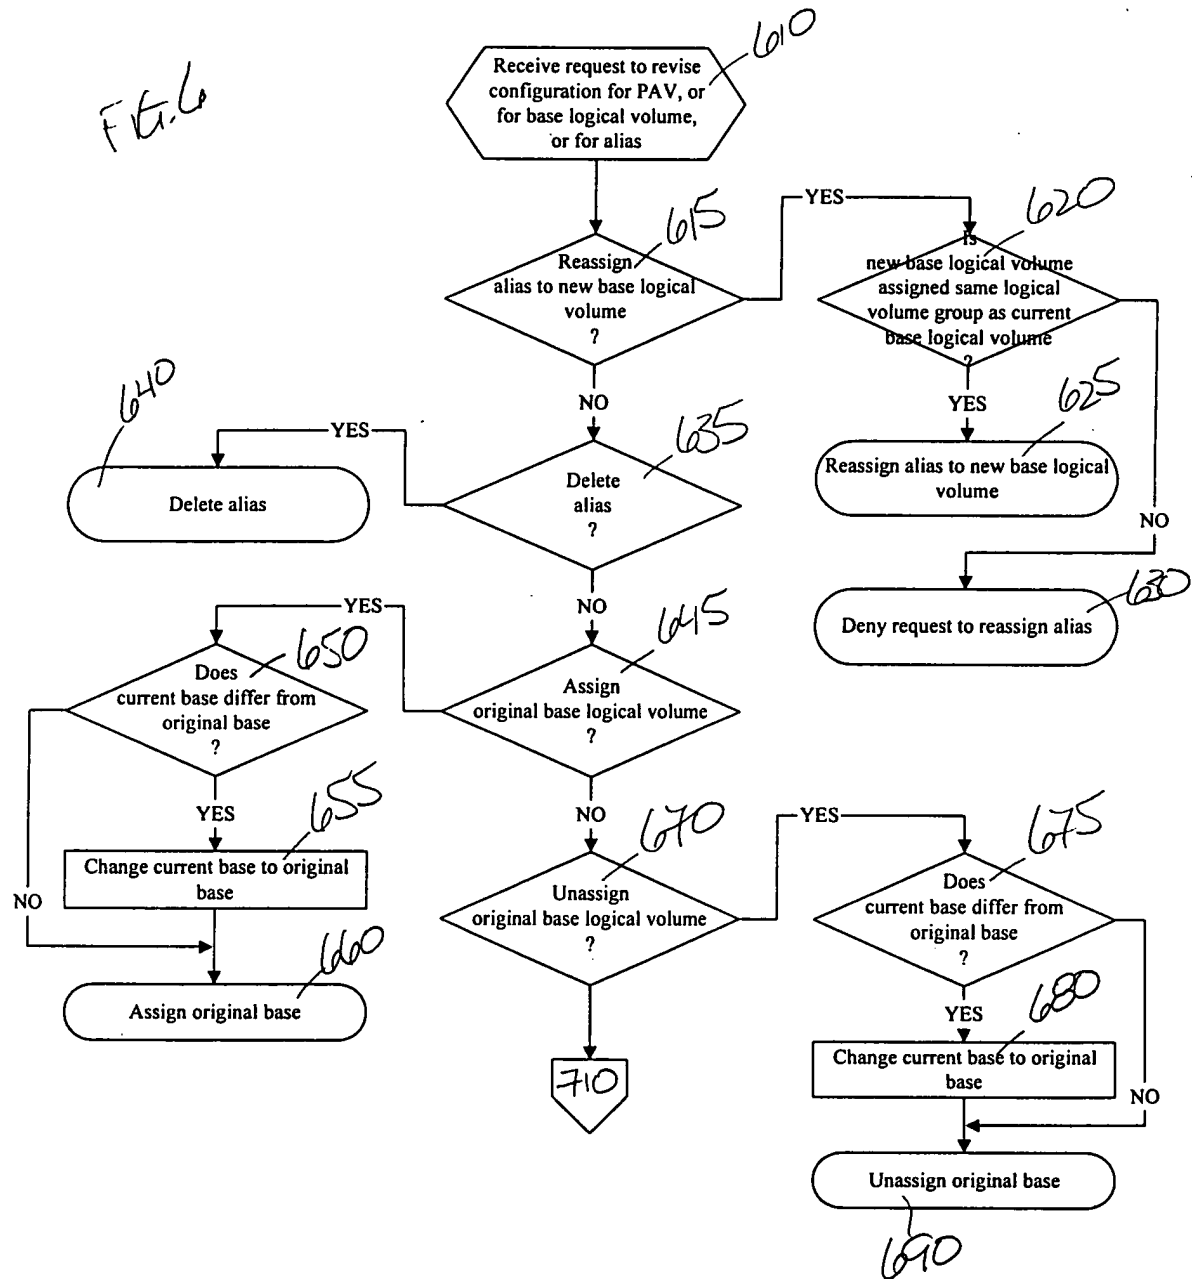 FIG. 6
610
Receive request to revise
configuration for PAV, or
for base logical volume,
or for alias
615
Reassign
alias to new base logical
volume
?
YES
620
Is
new base logical volume
assigned same logical
volume group as current
base logical volume
?
NO
YES
625
Reassign alias to new base logical
volume
NO
630
Deny request to reassign alias
635
Delete
alias
?
YES
640
Delete alias
NO
645
Assign
original base logical volume
?
YES
650
Does
current base differ from
original base
?
YES
655
Change current base to original
base
NO
660
Assign original base
NO
670
Unassign
original base logical volume
?
YES
675
Does
current base differ from
original base
?
YES
680
Change current base to original
base
NO
710
Unassign original base
690